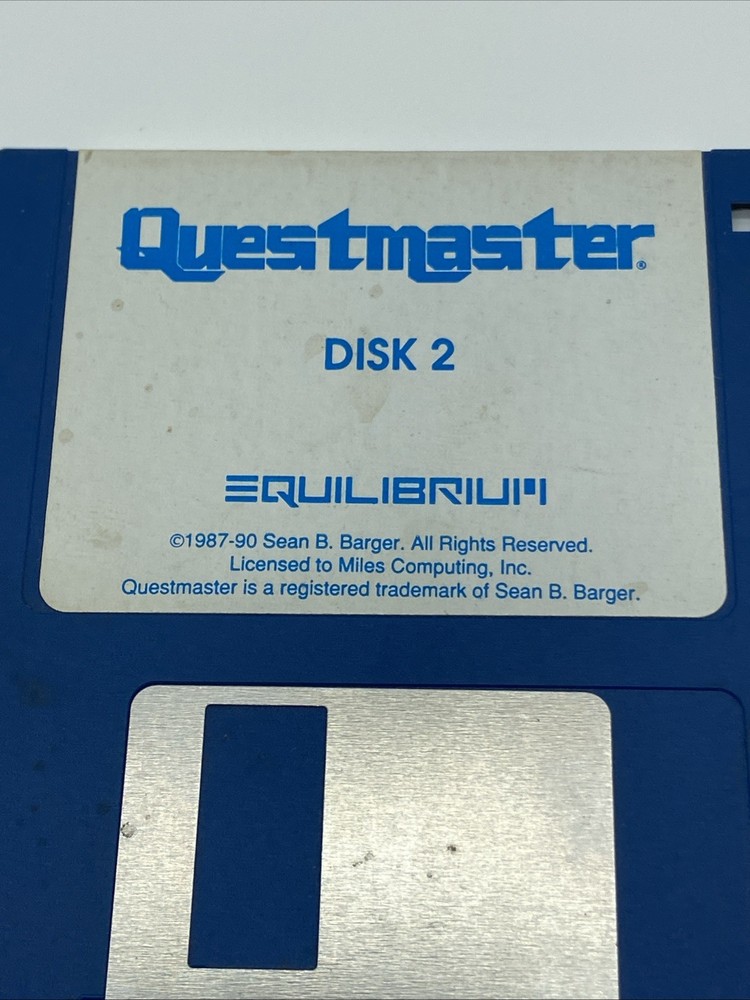 Questmaster®
DISK 2
EQUILIBRIUM
©1987-90 Sean B. Barger. All Rights Reserved.
Licensed to Miles Computing, Inc.
Questmaster is a registered trademark of Sean B. Barger.